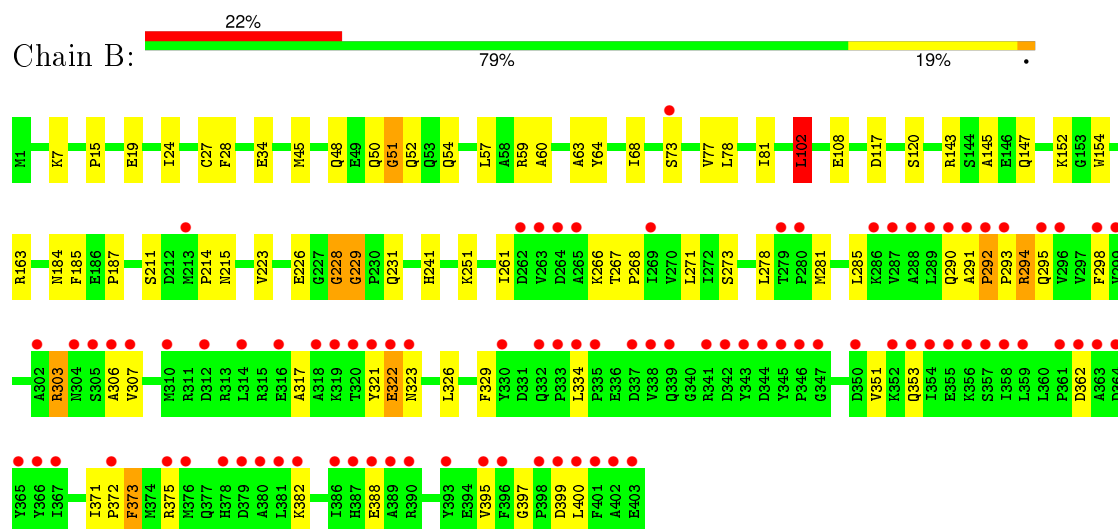 22%
Chain B:
79% 19% •
M1 K7 P15 E19 I24 C27 F28 E34 M45 Q48 E49 Q50 G51 Q52 Q53 Q54 L57 A58 R59 A60 A63 Y64 I68 S73 V77 L78 I81 L102 E108 D117 S120 R143 S144 A145 E146 Q147 K152 G153 W154
R163 N184 F185 E186 P187 S211 D212 M213 P214 N215 V223 E226 G227 G228 G229 P230 Q231 H241 K251 I261 D262 V263 D264 A265 K266 T267 P268 I269 V270 L271 I272 S273 L278 T279 P280 M281 L285 K286 V287 A288 L289 Q290 A291 P292 P293 R294 Q295 V296 V297 F298
A302 R303 N304 S305 A306 V307 M310 R311 D312 R313 L314 R315 E316 A317 A318 K319 T320 Y321 E322 N323 L326 F329 Y330 D331 Q332 P333 L334 P335 E336 D337 V338 Q339 G340 R341 D342 Y343 D344 Y345 P346 G347 D350 V351 K352 Q353 I354 E355 K356 S357 I358 L359 L360 P361 D362 A363
Y365 Y366 I367 I371 P372 F373 M374 R375 M376 Q377 H378 D379 A380 L381 K382 I386 H387 E388 A389 R390 Y393 E394 V395 F396 G397 P398 D399 L400 F401 A402 E403